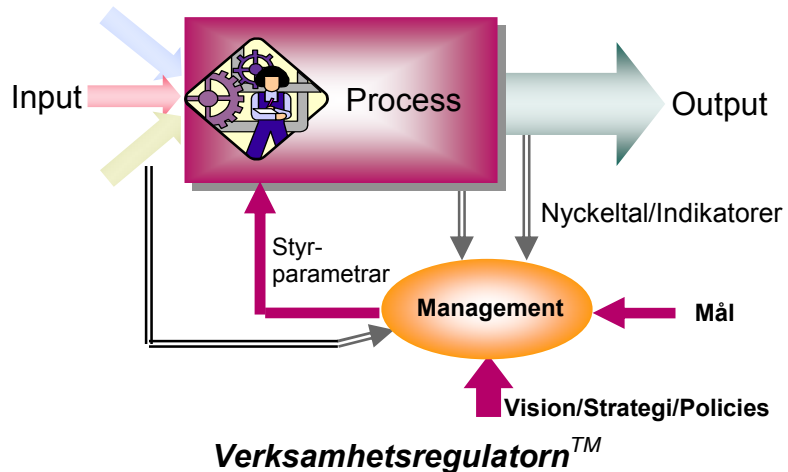 Input
Process
Output
Nyckeltal/Indikatorer
Styr-
parametrar
Management
Mål
Vision/Strategi/Policies
Verksamhetsregulatorn™